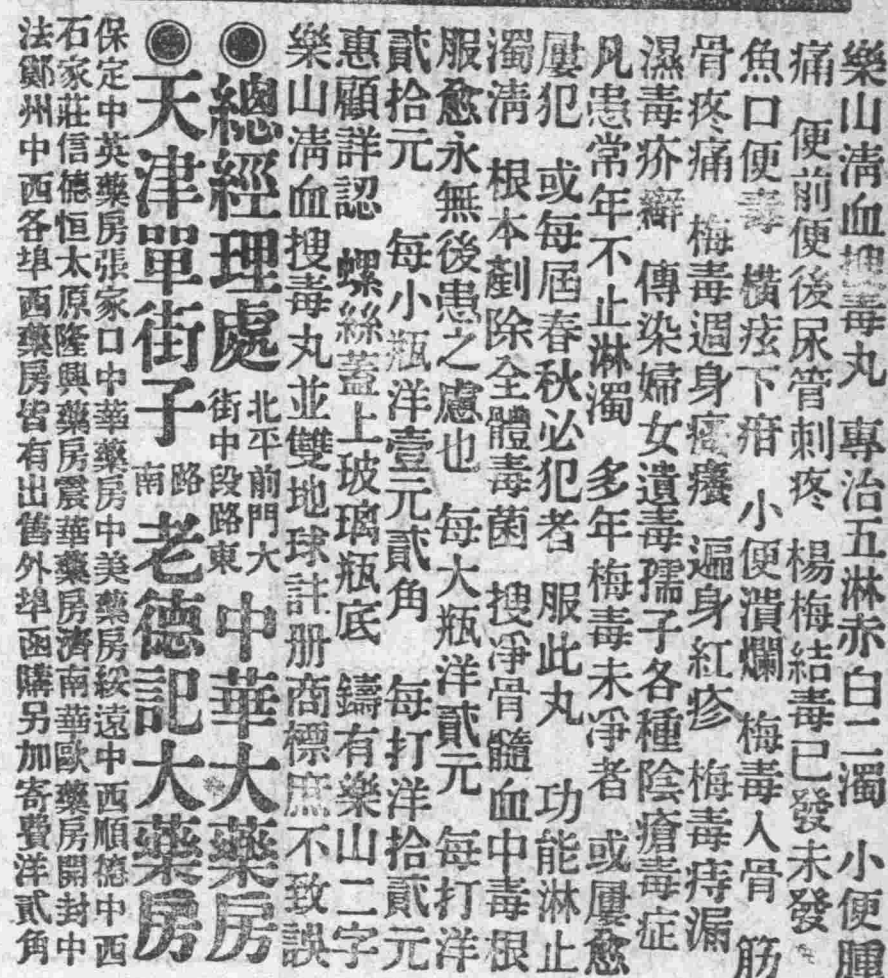 樂山淸血搜毒丸 專治五淋赤白二濁 小便腫
痛 便前便後尿管刺疼 楊梅結毒已發未發
魚口便毒 橫痃下疳 小便潰爛 梅毒入骨 筋
骨疼痛 梅毒週身癢 遍身紅疹 梅毒痔漏
濕毒疥癬 傳染婦女遺毒孺子各種陰瘡毒症
凡患常年不止淋濁 多年梅毒未凈者 或屢愈
屢犯 或每屆春秋必犯者 服此丸 功能淋止
濁淸 根本剷除全體毒菌 搜凈骨髓血中毒根
服愈永無後患之慮也 每大瓶洋貳元 每打洋
貳拾元 每小瓶洋壹元貳角 每打洋拾貳元
惠顧詳認 螺絲蓋上玻璃瓶底 鑄有樂山二字
樂山淸血搜毒丸並雙地球註册商標庶不致誤
◉總經理處 北平前門大街中段路東 中華大藥房
◉天津單街子 路南 老德記大藥房
保定中英藥房張家口中華藥房中美藥房綏遠中西順德中西
石家莊信德恒太原隆興藥房震華藥房濟南華歐藥房開封中
法鄭州中西各埠西藥房皆有出售外埠函購另加寄費洋貳角